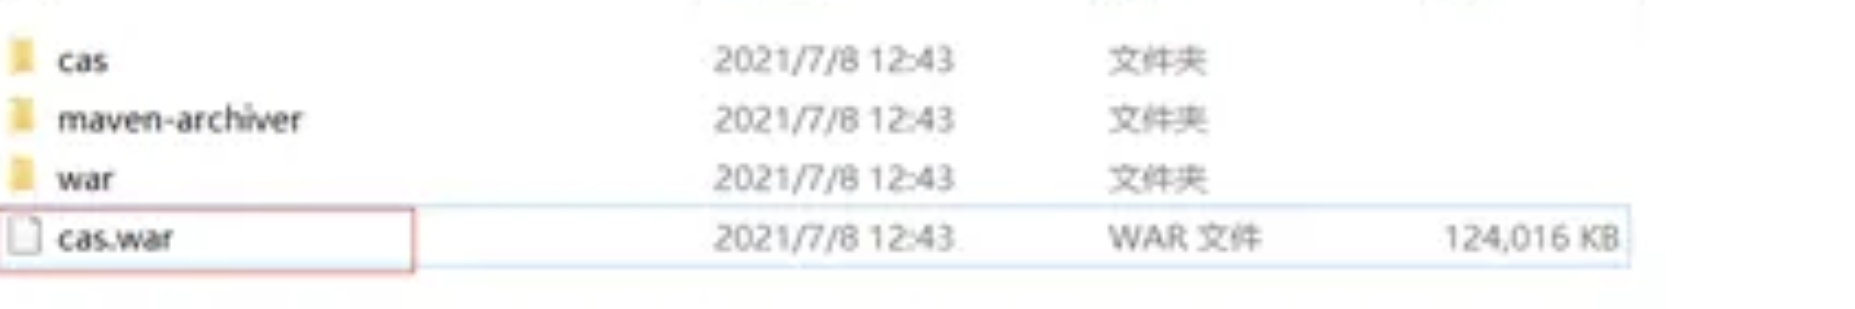 cas 2021/7/8 12:43 文件夹
maven-archiver 2021/7/8 12:43 文件夹
war 2021/7/8 12:43 文件夹
cas.war 2021/7/8 12:43 WAR 文件 124,016 KB